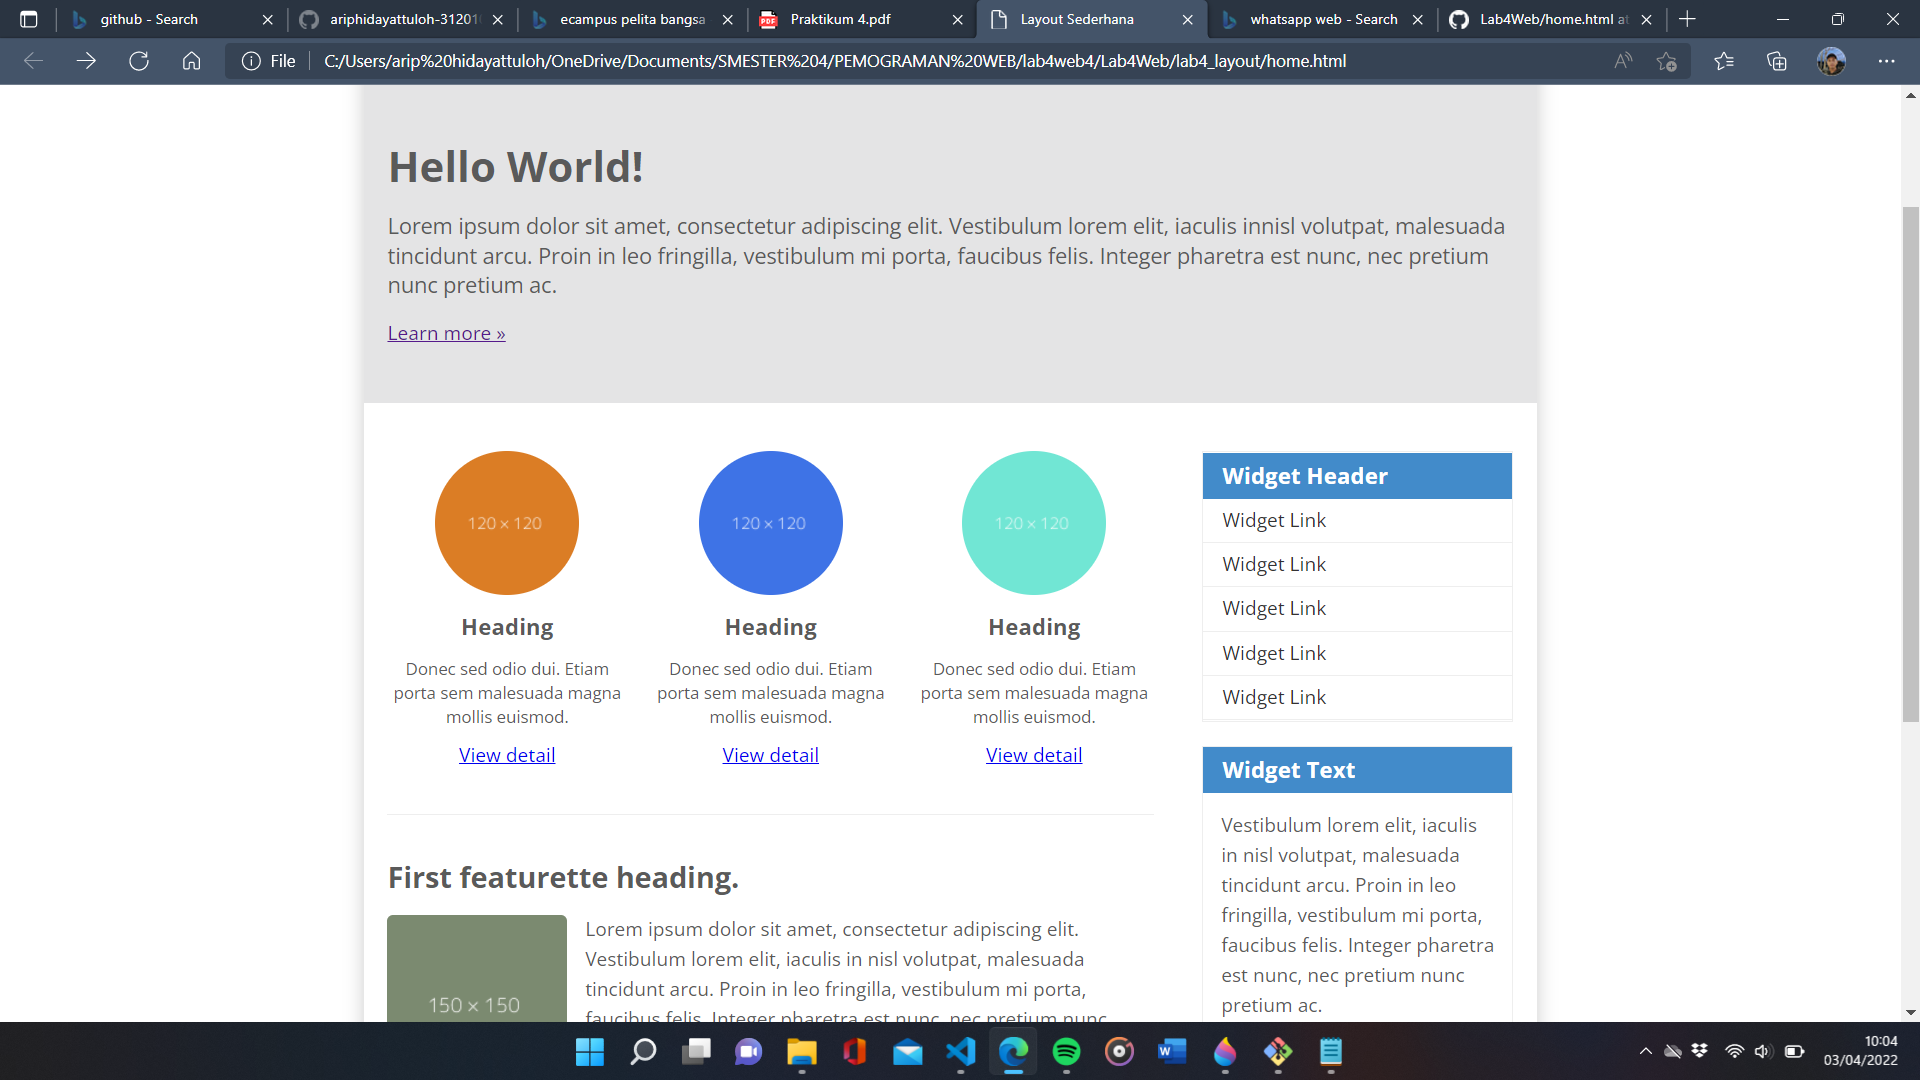 github - Search
ariphidayattuloh-31201
ecampus pelita bangsa
Praktikum 4.pdf
Layout Sederhana
whatsapp web - Search
Lab4Web/home.html at
File
C:/Users/arip%20hidayattuloh/OneDrive/Documents/SMESTER%204/PEMOGRAMAN%20WEB/lab4web4/Lab4Web/lab4_layout/home.html
Hello World!
Lorem ipsum dolor sit amet, consectetur adipiscing elit. Vestibulum lorem elit, iaculis innisl volutpat, malesuada
tincidunt arcu. Proin in leo fringilla, vestibulum mi porta, faucibus felis. Integer pharetra est nunc, nec pretium
nunc pretium ac.
Learn more »
120 × 120
Heading
Donec sed odio dui. Etiam
porta sem malesuada magna
mollis euismod.
View detail
120 × 120
Heading
Donec sed odio dui. Etiam
porta sem malesuada magna
mollis euismod.
View detail
120 × 120
Heading
Donec sed odio dui. Etiam
porta sem malesuada magna
mollis euismod.
View detail
First featurette heading.
150 × 150
Lorem ipsum dolor sit amet, consectetur adipiscing elit.
Vestibulum lorem elit, iaculis in nisl volutpat, malesuada
tincidunt arcu. Proin in leo fringilla, vestibulum mi porta,
faucibus felis. Integer pharetra est nunc, nec pretium nunc
Widget Header
Widget Link
Widget Link
Widget Link
Widget Link
Widget Link
Widget Text
Vestibulum lorem elit, iaculis
in nisl volutpat, malesuada
tincidunt arcu. Proin in leo
fringilla, vestibulum mi porta,
faucibus felis. Integer pharetra
est nunc, nec pretium nunc
pretium ac.
10:04
03/04/2022